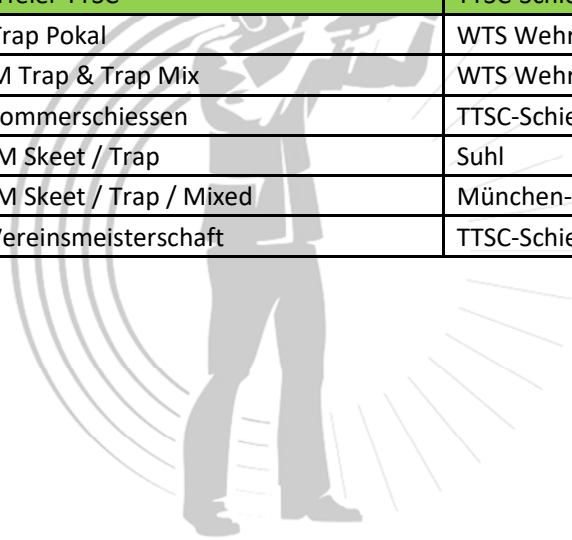 TTSC
Trap Pokal WTS Wehr
M Trap & Trap Mix WTS Wehr
ommerschiessen TTSC-Schie
M Skeet / Trap Suhl
M Skeet / Trap / Mixed München-
Vereinsmeisterschaft TTSC-Schie